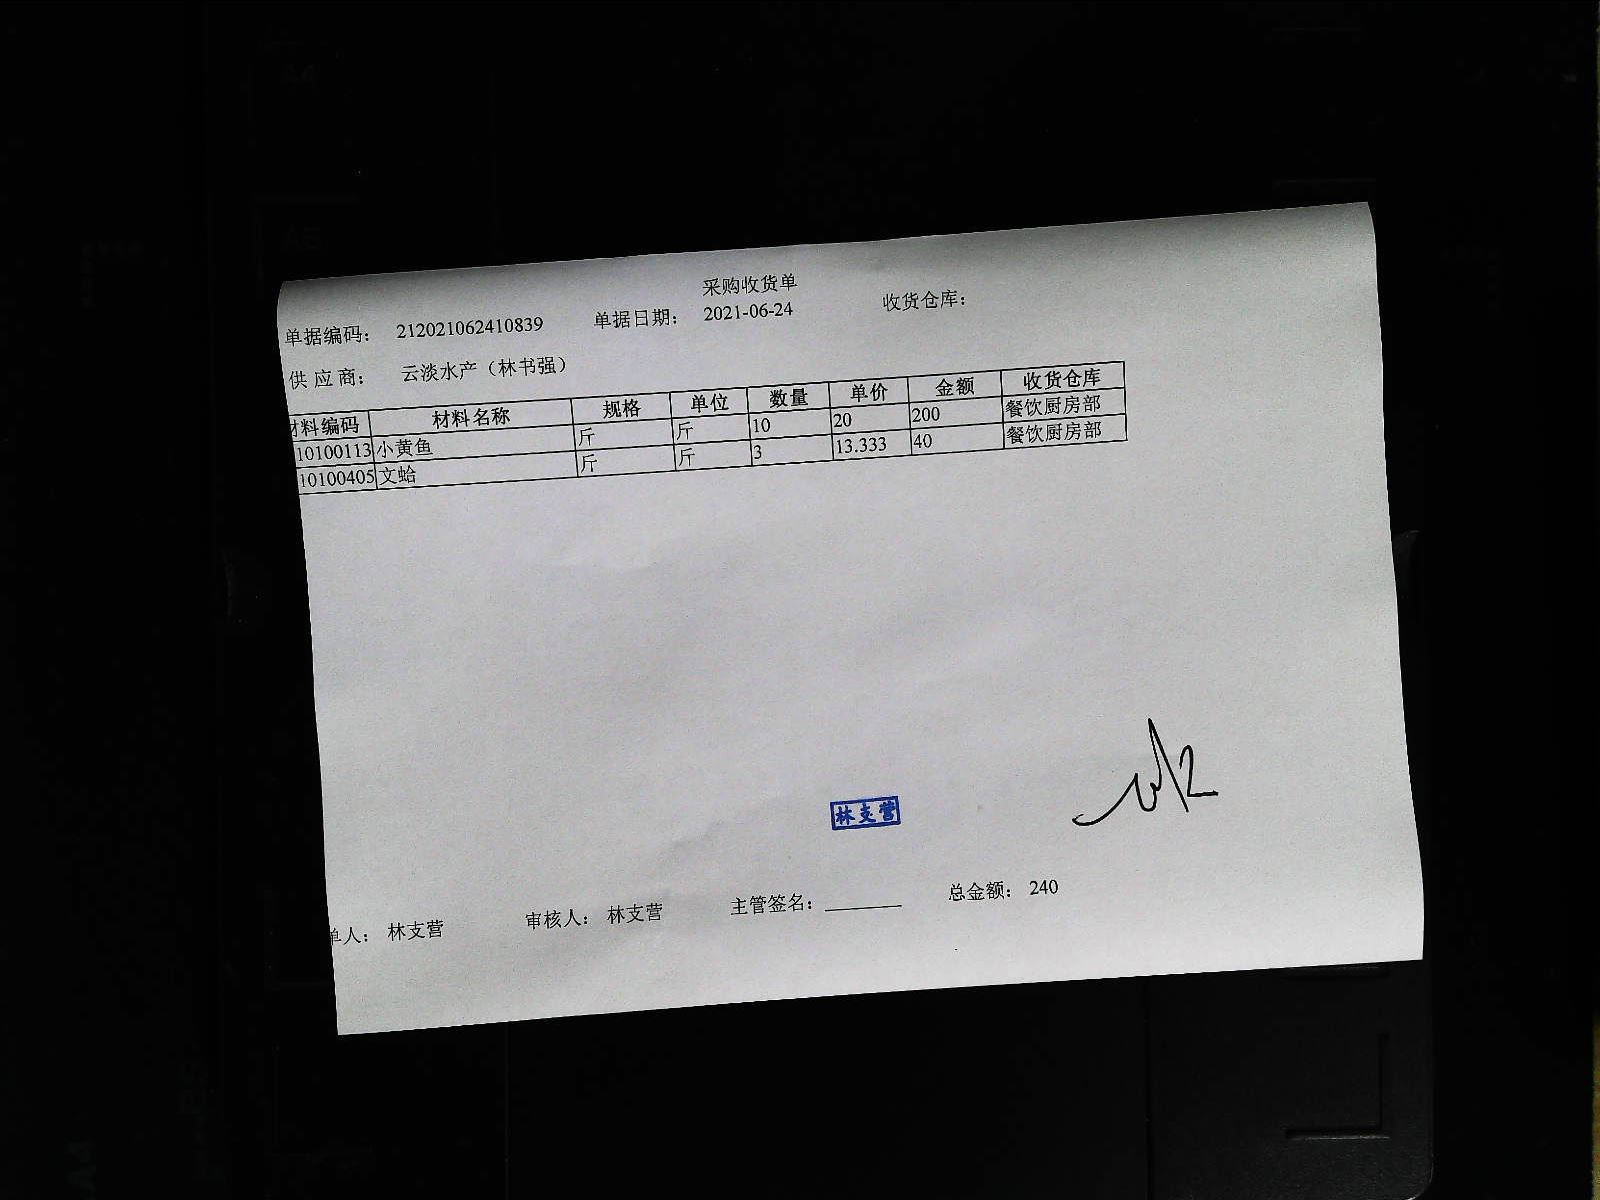 采购收货单
单据编码： 212021062410839 单据日期： 2021-06-24 收货仓库：
供 应 商： 云淡水产（林书强）
材料编码 材料名称 规格 单位 数量 单价 金额 收货仓库
10100113 小黄鱼 斤 斤 10 20 200 餐饮厨房部
10100405 文蛤 斤 斤 3 13.333 40 餐饮厨房部
林支营
单人： 林支营 审核人： 林支营 主管签名： 总金额： 240